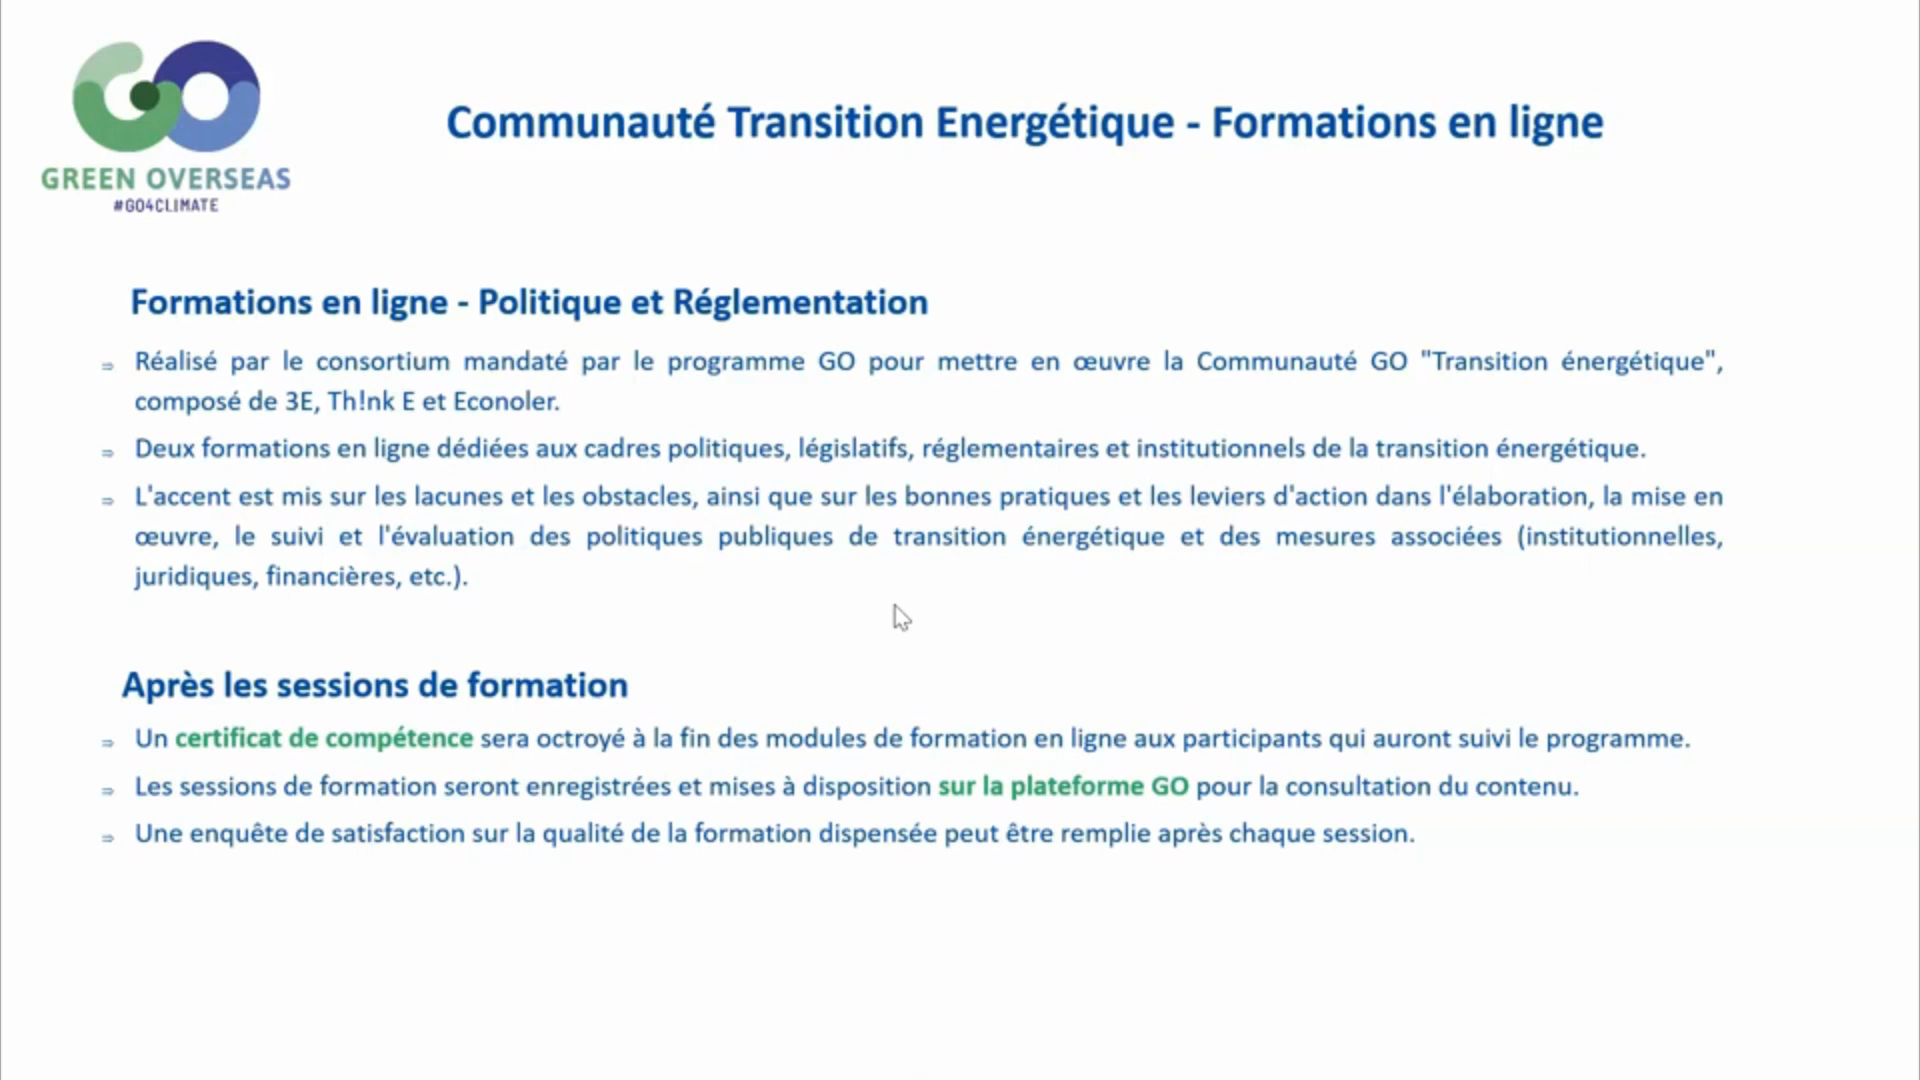 GREEN OVERSEAS
#GO4CLIMATE
Communauté Transition Energétique - Formations en ligne
Formations en ligne - Politique et Réglementation
Réalisé par le consortium mandaté par le programme GO pour mettre en œuvre la Communauté GO "Transition énergétique",
composé de 3E, Th!nk E et Econoler.
Deux formations en ligne dédiées aux cadres politiques, législatifs, réglementaires et institutionnels de la transition énergétique.
L'accent est mis sur les lacunes et les obstacles, ainsi que sur les bonnes pratiques et les leviers d'action dans l'élaboration, la mise en
œuvre, le suivi et l'évaluation des politiques publiques de transition énergétique et des mesures associées (institutionnelles,
juridiques, financières, etc.).
Après les sessions de formation
Un certificat de compétence sera octroyé à la fin des modules de formation en ligne aux participants qui auront suivi le programme.
Les sessions de formation seront enregistrées et mises à disposition sur la plateforme GO pour la consultation du contenu.
Une enquête de satisfaction sur la qualité de la formation dispensée peut être remplie après chaque session.